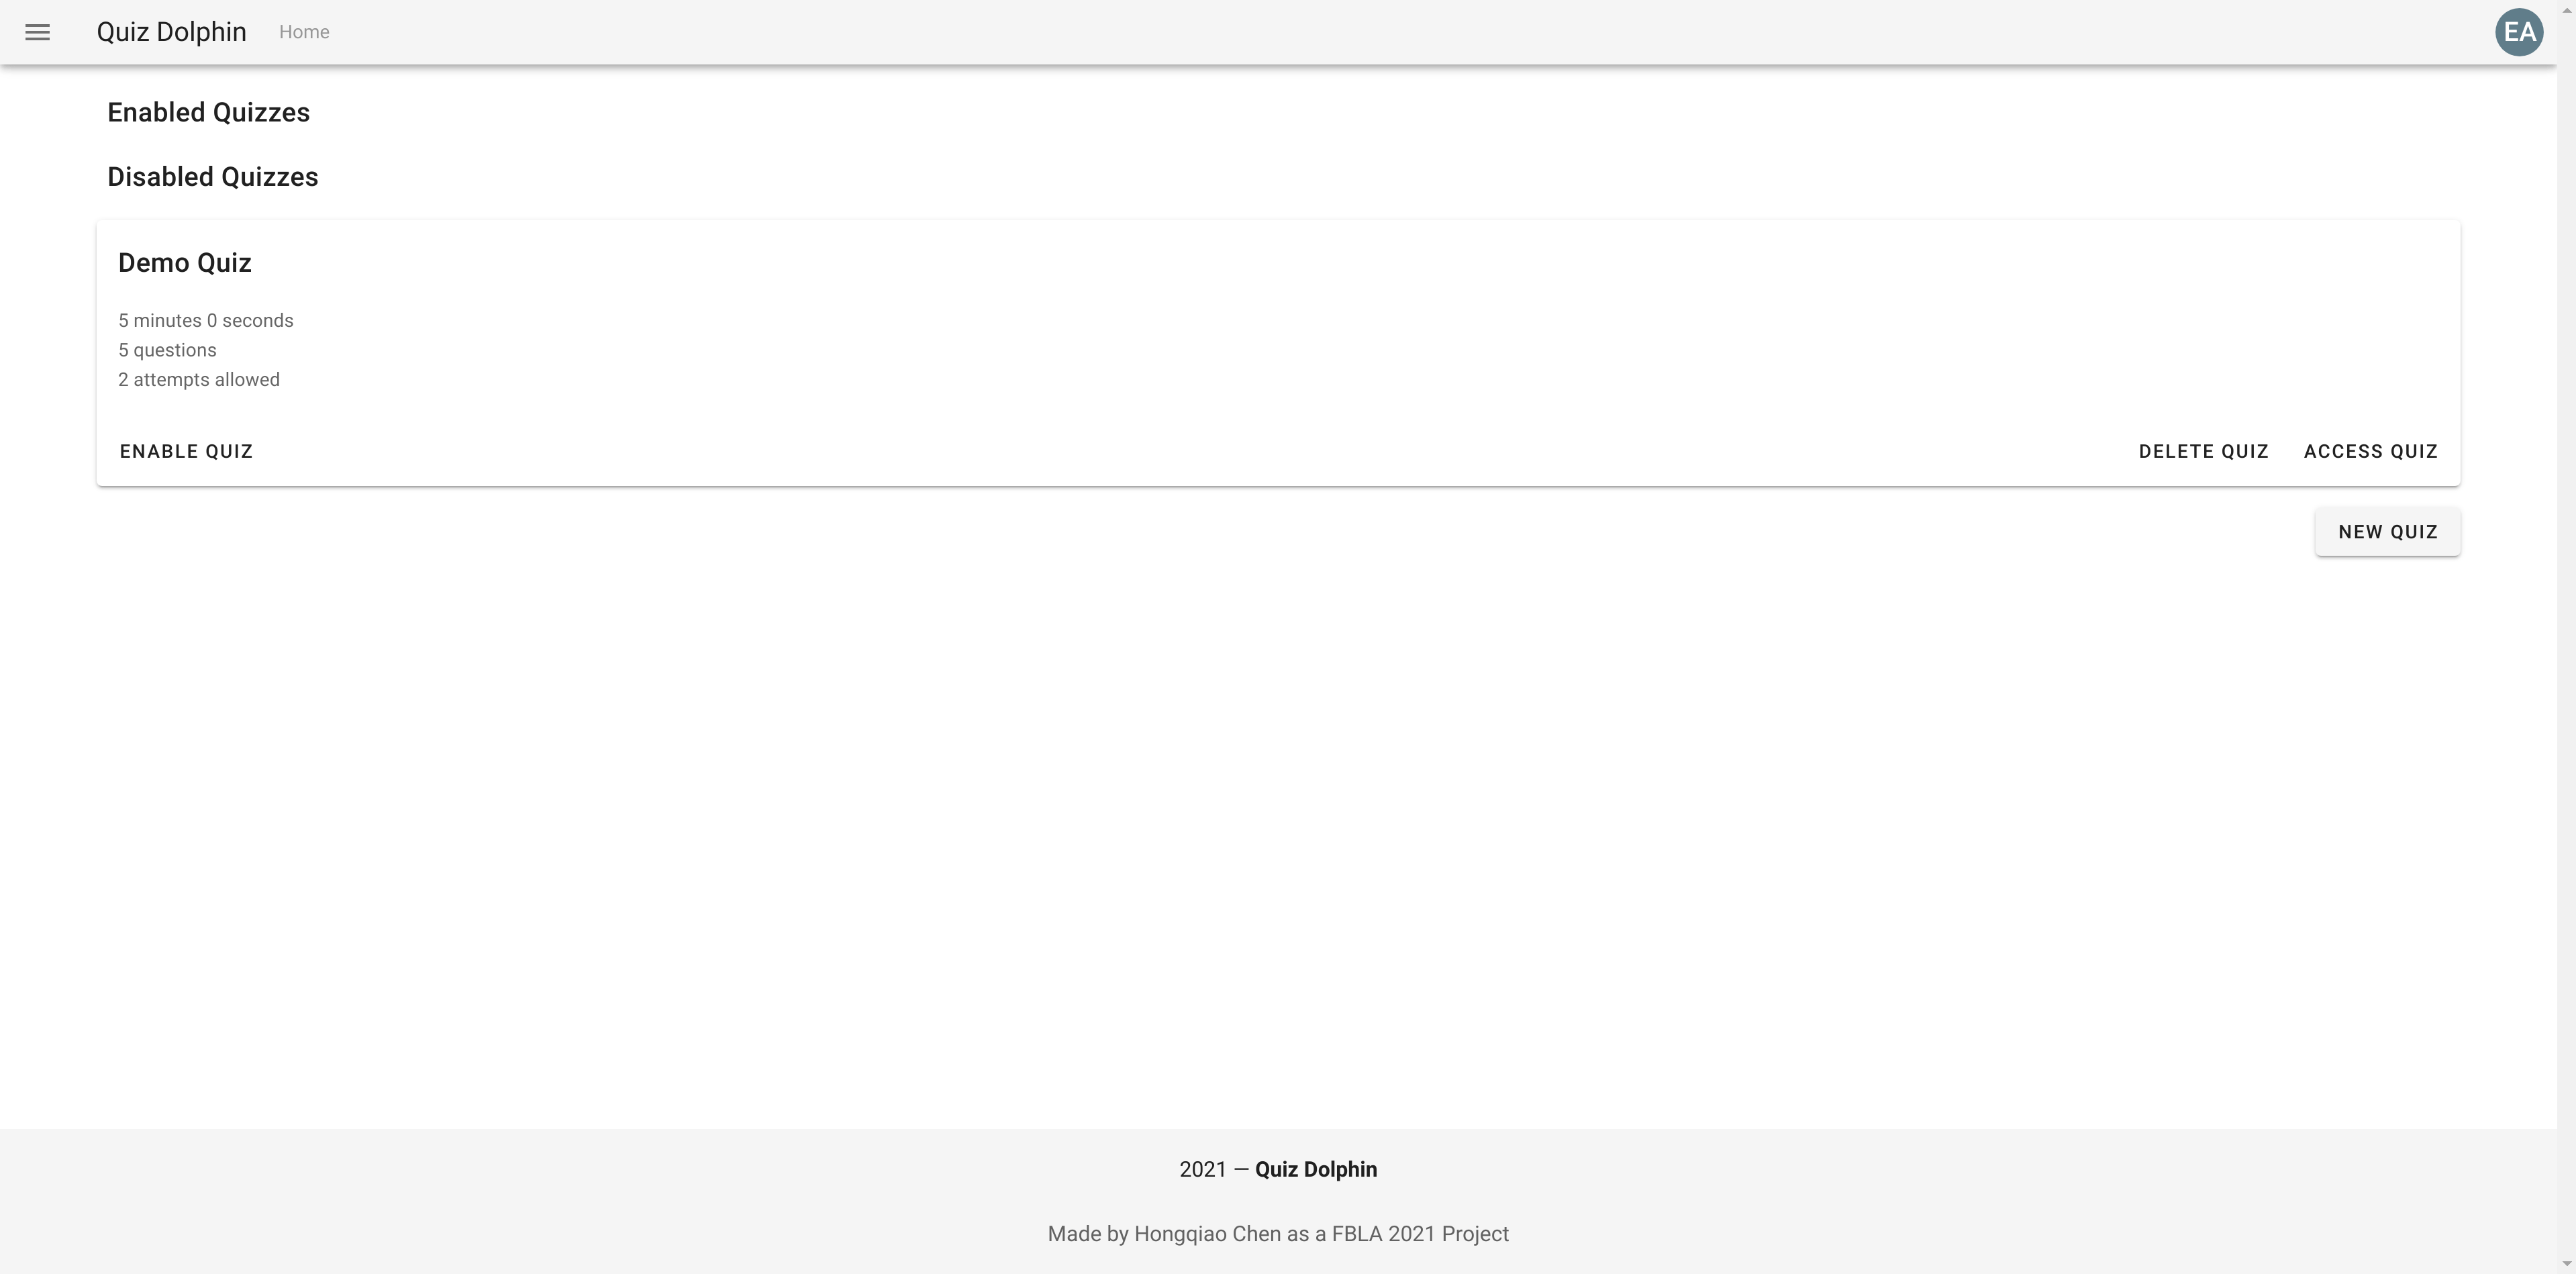 Quiz Dolphin Home EA
Enabled Quizzes
Disabled Quizzes
Demo Quiz
5 minutes 0 seconds
5 questions
2 attempts allowed
ENABLE QUIZ DELETE QUIZ ACCESS QUIZ
NEW QUIZ
2021 — Quiz Dolphin
Made by Hongqiao Chen as a FBLA 2021 Project